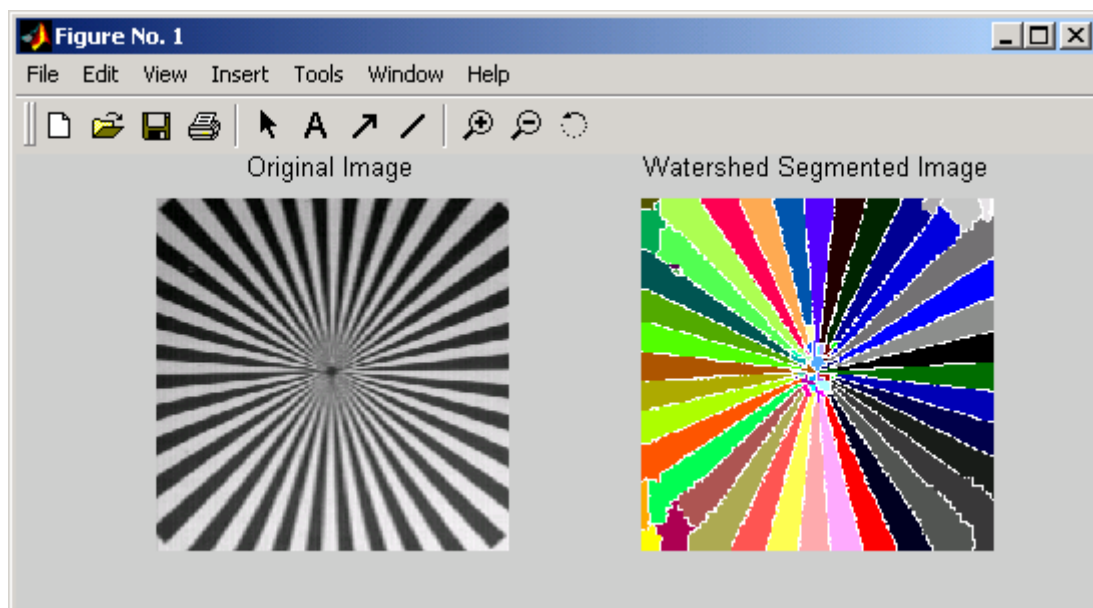 Figure No. 1
File Edit View Insert Tools Window Help
A
Original Image Watershed Segmented Image